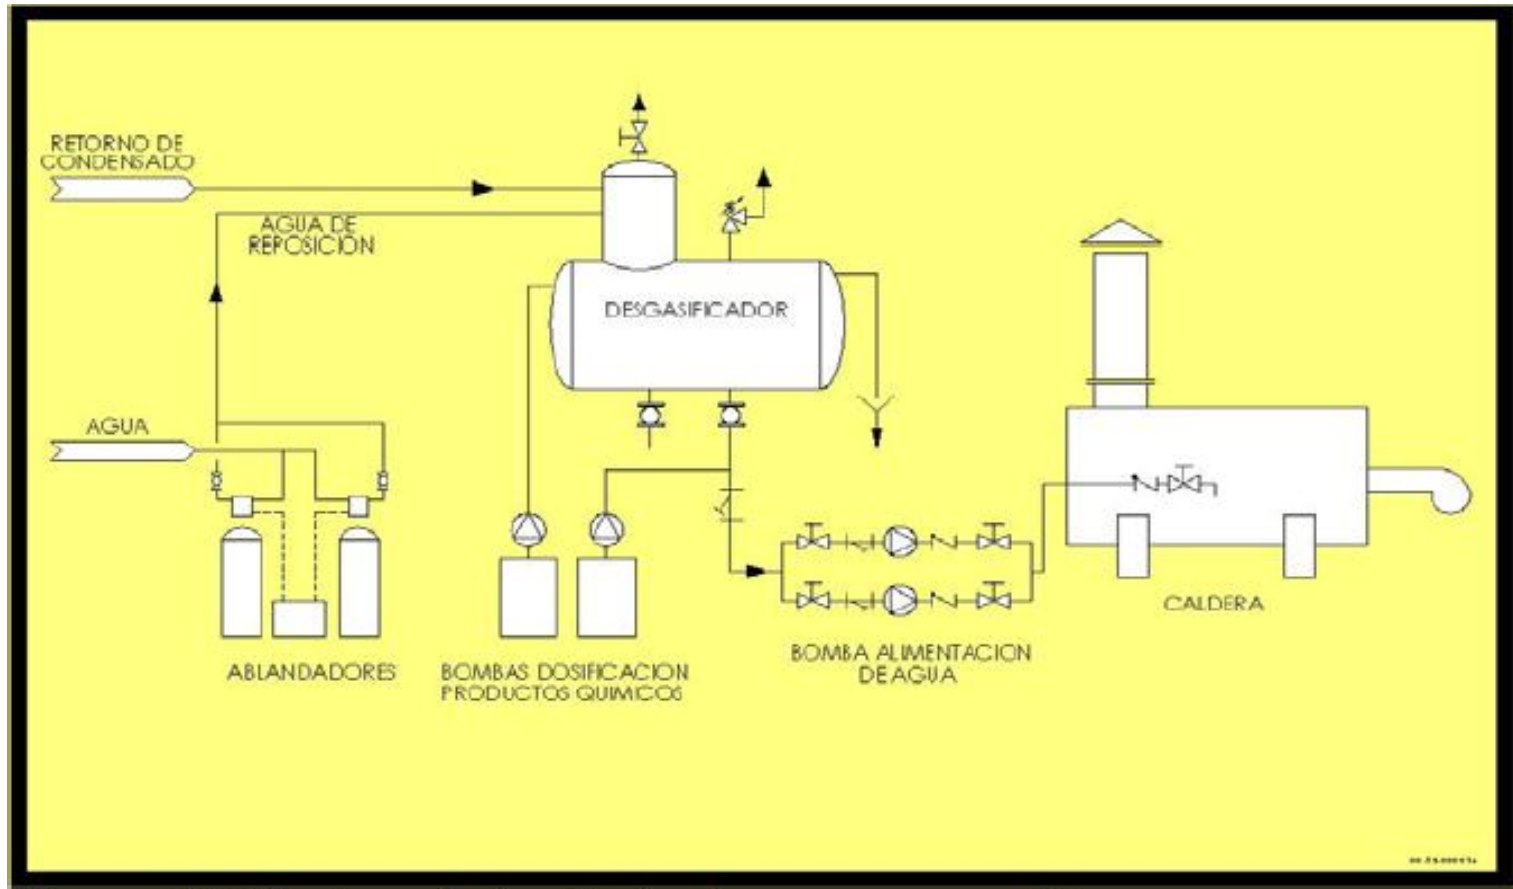 RETORNO DE
CONDENSADO
AGUA DE
REPOSICION
DESGASIFICADOR
AGUA
CALDERA
ABLANDADORES
BOMBAS DOSIFICACION
PRODUCTOS QUIMICOS
BOMBA ALIMENTACION
DE AGUA